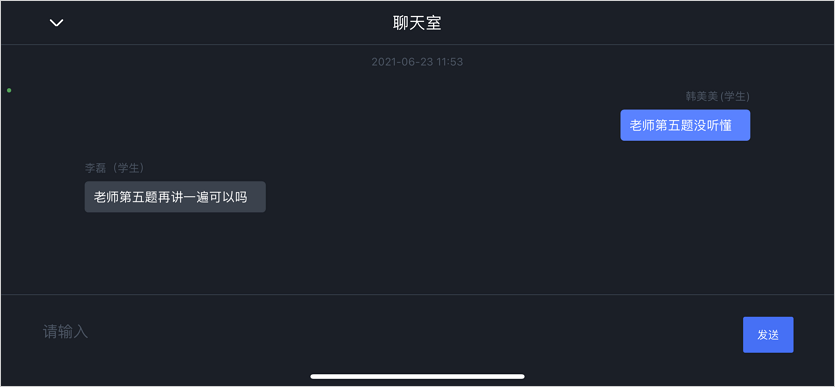 聊天室
2021-06-23 11:53
韩美美(学生)
老师第五题没听懂
李磊（学生）
老师第五题再讲一遍可以吗
请输入
发送